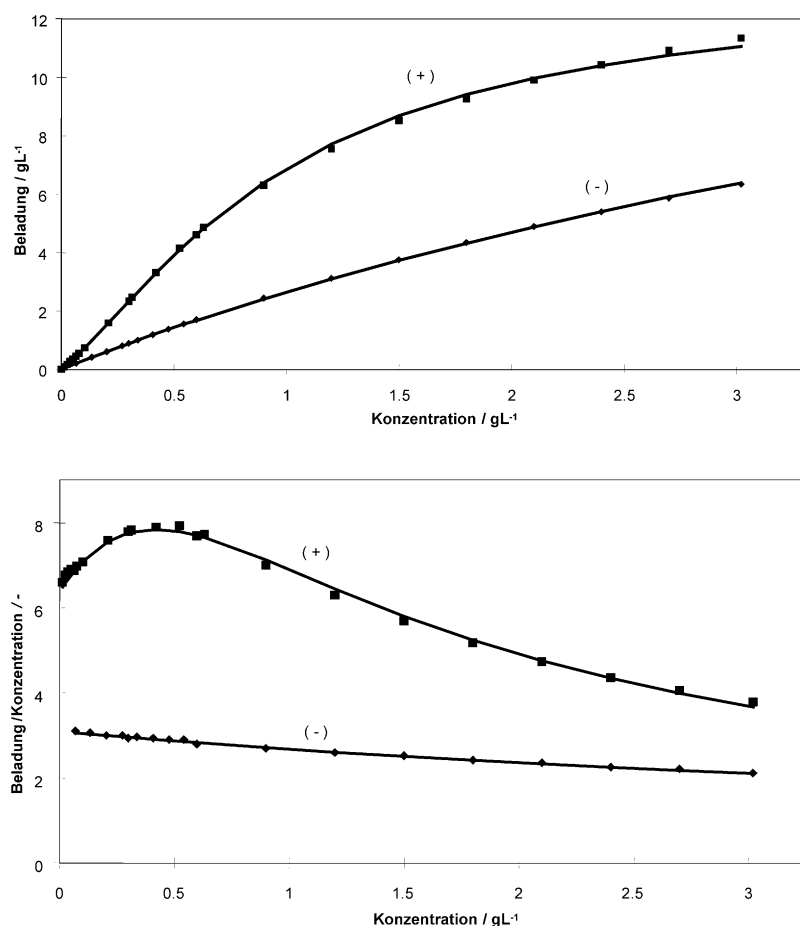 12
10
8
6
4
2
0
Beladung / gL-1
( + )
( - )
0 0.5 1 1.5 2 2.5 3
Konzentration / gL-1
8
6
4
2
0
Beladung/Konzentration / -
( + )
( - )
0 0.5 1 1.5 2 2.5 3
Konzentration / gL-1